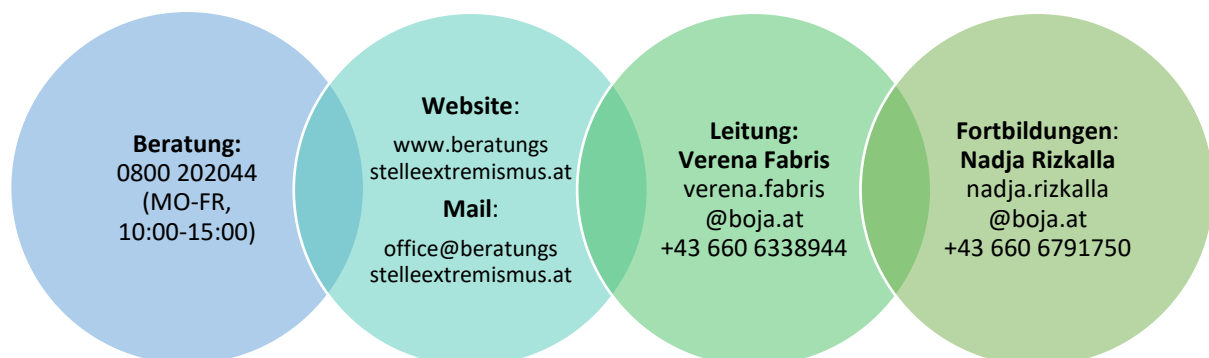 Beratung:
0800 202044
(MO-FR,
10:00-15:00)
Website:
www.beratungs
stelleextremismus.at
Mail:
office@beratungs
stelleextremismus.at
Leitung:
Verena Fabris
verena.fabris
@boja.at
+43 660 6338944
Fortbildungen:
Nadja Rizkalla
nadja.rizkalla
@boja.at
+43 660 6791750